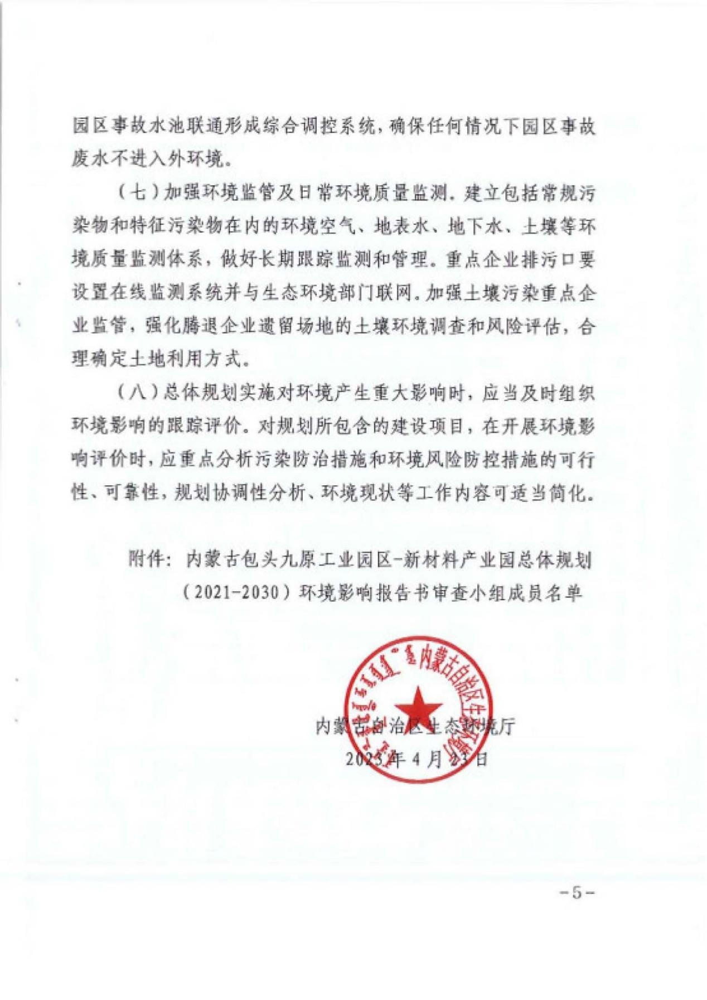 园区事故水池联通形成综合调控系统,确保任何情况下园区事故
废水不进入外环境。
(七)加强环境监管及日常环境质量监测。建立包括常规污
染物和特征污染物在内的环境空气、地表水、地下水、土壤等环
境质量监测体系,做好长期跟踪监测和管理。重点企业排污口要
设置在线监测系统并与生态环境部门联网。加强土壤污染重点企
业监管,强化腾退企业遗留场地的土壤环境调查和风险评估,合
理确定土地利用方式。
(八)总体规划实施对环境产生重大影响时,应当及时组织
环境影响的跟踪评价。对规划所包含的建设项目,在开展环境影
响评价时,应重点分析污染防治措施和环境风险防控措施的可行
性、可靠性,规划协调性分析、环境现状等工作内容可适当简化。
附件:内蒙古包头九原工业园区-新材料产业园总体规划
(2021-2030)环境影响报告书审查小组成员名单
内蒙古自治区生态环境厅
内蒙古自治区生态环境厅
2023年4月23日
-5-